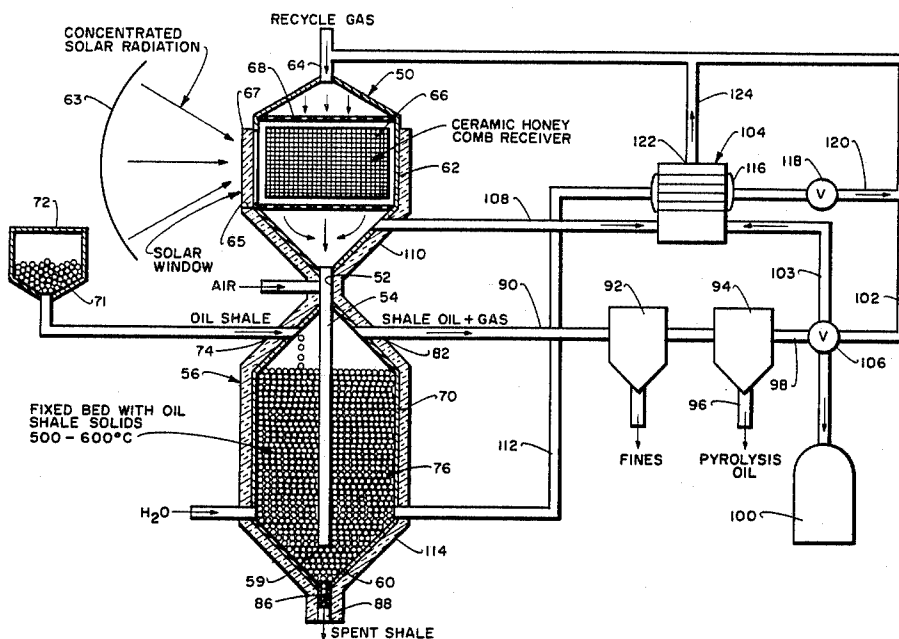 RECYCLE GAS
CONCENTRATED
SOLAR RADIATION
63
67
68
64
50
66
CERAMIC HONEY
COMB RECEIVER
62
124
122
104
116
118
V
120
72
71
SOLAR
WINDOW
65
108
110
AIR
52
54
90
92
94
103
102
OIL SHALE
SHALE OIL + GAS
74
82
V
106
98
56
70
96
FIXED BED WITH OIL
SHALE SOLIDS
500 – 600°C
76
112
FINES
PYROLYSIS
OIL
100
H2O
114
59
60
86
88
SPENT SHALE